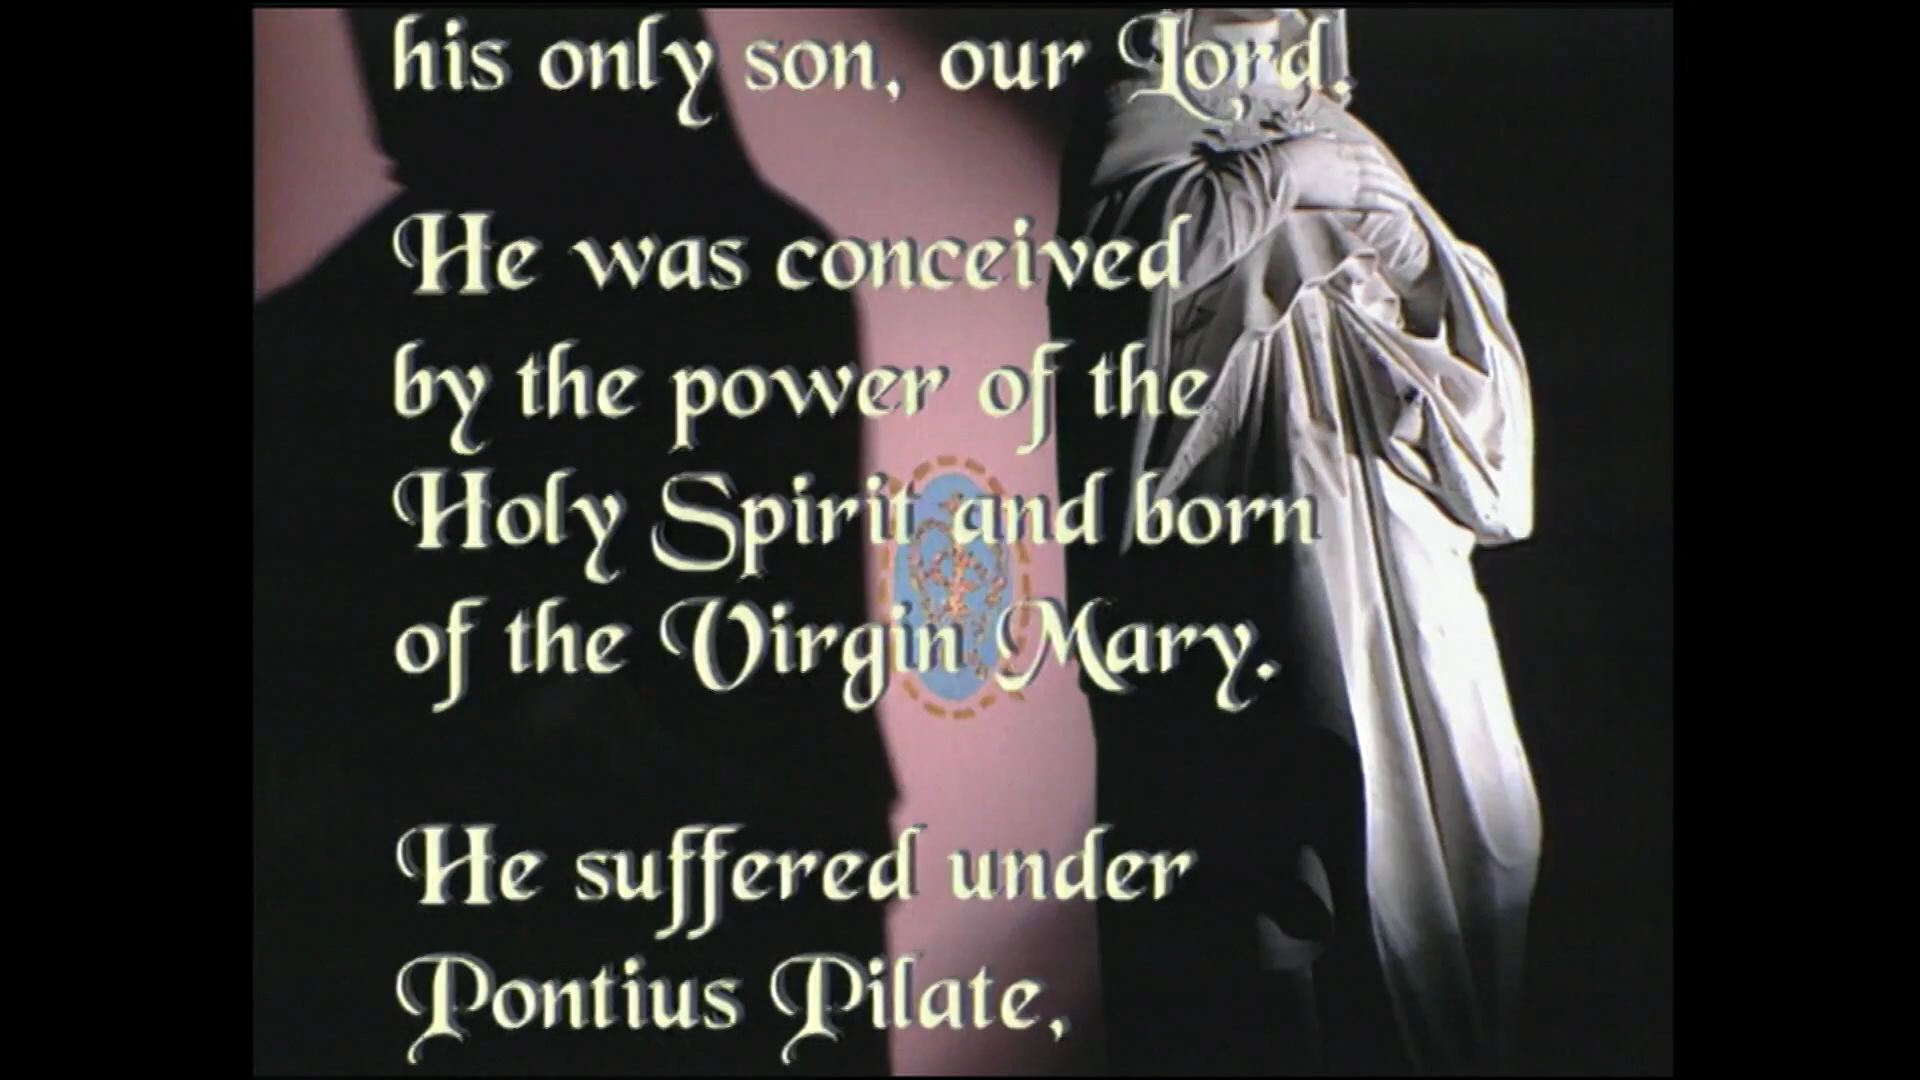 his only son, our Lord.
He was conceived
by the power of the
Holy Spirit and born
of the Virgin Mary.
He suffered under
Pontius Pilate,